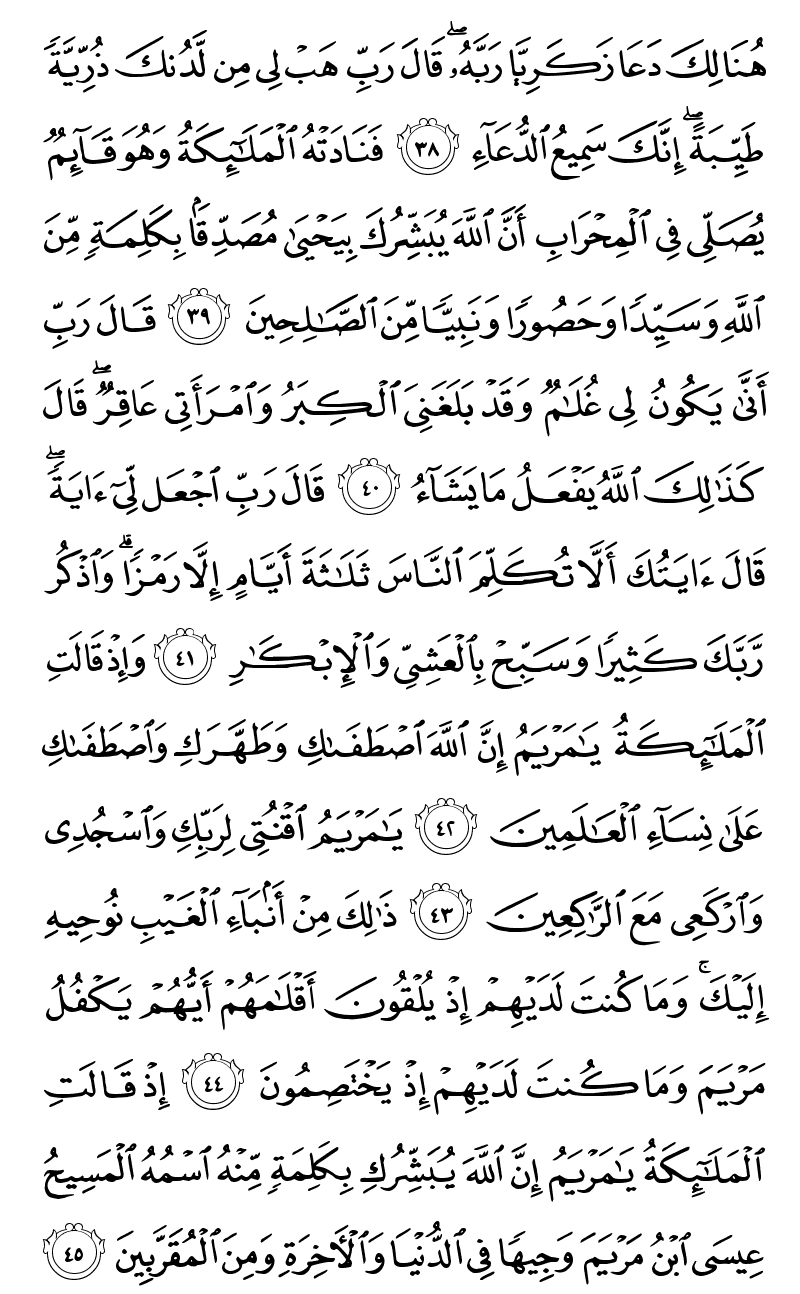 هُنَالِكَ دَعَا زَكَرِيَّا رَبَّهُۥۖ قَالَ رَبِّ هَبۡ لِي مِن لَّدُنكَ ذُرِّيَّةٗ
طَيِّبَةًۖ إِنَّكَ سَمِيعُ ٱلدُّعَآءِ ٣٨ فَنَادَتۡهُ ٱلۡمَلَٰٓئِكَةُ وَهُوَ قَآئِمٞ
يُصَلِّي فِي ٱلۡمِحۡرَابِ أَنَّ ٱللَّهَ يُبَشِّرُكَ بِيَحۡيَىٰ مُصَدِّقَۢا بِكَلِمَةٖ مِّنَ
ٱللَّهِ وَسَيِّدٗا وَحَصُورٗا وَنَبِيّٗا مِّنَ ٱلصَّٰلِحِينَ ٣٩ قَالَ رَبِّ
أَنَّىٰ يَكُونُ لِي غُلَٰمٞ وَقَدۡ بَلَغَنِيَ ٱلۡكِبَرُ وَٱمۡرَأَتِي عَاقِرٞۖ قَالَ
كَذَٰلِكَ ٱللَّهُ يَفۡعَلُ مَا يَشَآءُ ٤٠ قَالَ رَبِّ ٱجۡعَل لِّيٓ ءَايَةٗۖ
قَالَ ءَايَتُكَ أَلَّا تُكَلِّمَ ٱلنَّاسَ ثَلَٰثَةَ أَيَّامٍ إِلَّا رَمۡزٗاۗ وَٱذۡكُر
رَّبَّكَ كَثِيرٗا وَسَبِّحۡ بِٱلۡعَشِيِّ وَٱلۡإِبۡكَٰرِ ٤١ وَإِذۡ قَالَتِ
ٱلۡمَلَٰٓئِكَةُ يَٰمَرۡيَمُ إِنَّ ٱللَّهَ ٱصۡطَفَىٰكِ وَطَهَّرَكِ وَٱصۡطَفَىٰكِ
عَلَىٰ نِسَآءِ ٱلۡعَٰلَمِينَ ٤٢ يَٰمَرۡيَمُ ٱقۡنُتِي لِرَبِّكِ وَٱسۡجُدِي
وَٱرۡكَعِي مَعَ ٱلرَّٰكِعِينَ ٤٣ ذَٰلِكَ مِنۡ أَنۢبَآءِ ٱلۡغَيۡبِ نُوحِيهِ
إِلَيۡكَۚ وَمَا كُنتَ لَدَيۡهِمۡ إِذۡ يُلۡقُونَ أَقۡلَٰمَهُمۡ أَيُّهُمۡ يَكۡفُلُ
مَرۡيَمَ وَمَا كُنتَ لَدَيۡهِمۡ إِذۡ يَخۡتَصِمُونَ ٤٤ إِذۡ قَالَتِ
ٱلۡمَلَٰٓئِكَةُ يَٰمَرۡيَمُ إِنَّ ٱللَّهَ يُبَشِّرُكِ بِكَلِمَةٖ مِّنۡهُ ٱسۡمُهُ ٱلۡمَسِيحُ
عِيسَى ٱبۡنُ مَرۡيَمَ وَجِيهٗا فِي ٱلدُّنۡيَا وَٱلۡأٓخِرَةِ وَمِنَ ٱلۡمُقَرَّبِينَ ٤٥